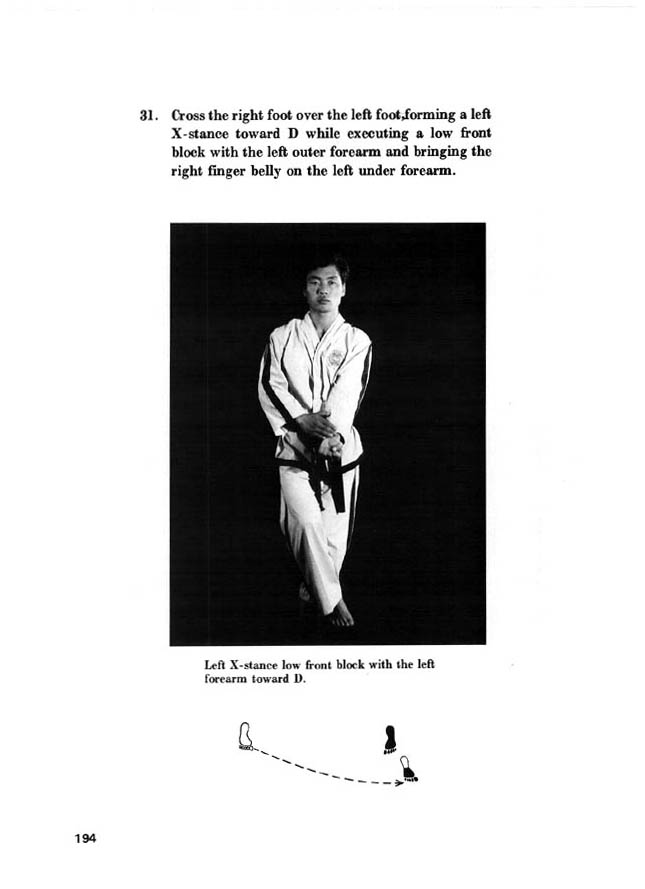 31. Cross the right foot over the left foot,forming a left
X-stance toward D while executing a low front
block with the left outer forearm and bringing the
right finger belly on the left under forearm.
Left X-stance low front block with the left
forearm toward D.
194